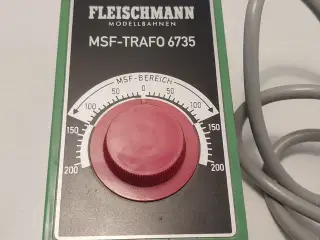 FLEISCHMANN
MODELLBAHNEN
MSF-TRAFO 6735
MSF-BEREICH
200 150 100 50 0 50 100 150 200